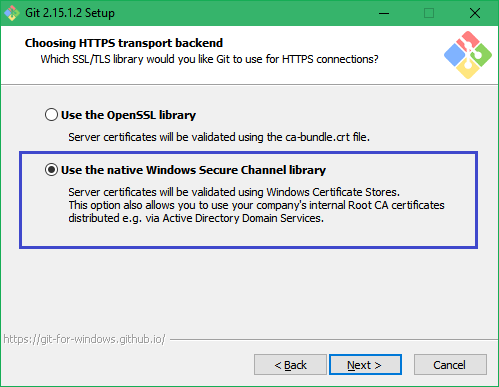 Git 2.15.1.2 Setup
Choosing HTTPS transport backend
Which SSL/TLS library would you like Git to use for HTTPS connections?
Use the OpenSSL library
Server certificates will be validated using the ca-bundle.crt file.
Use the native Windows Secure Channel library
Server certificates will be validated using Windows Certificate Stores.
This option also allows you to use your company's internal Root CA certificates
distributed e.g. via Active Directory Domain Services.
https://git-for-windows.github.io/
< Back
Next >
Cancel